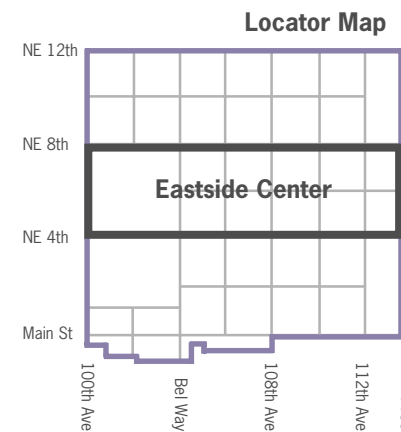 Locator Map
NE 12th
NE 8th
Eastside Center
NE 4th
Main St
100th Ave
Bel Way
108th Ave
112th Ave